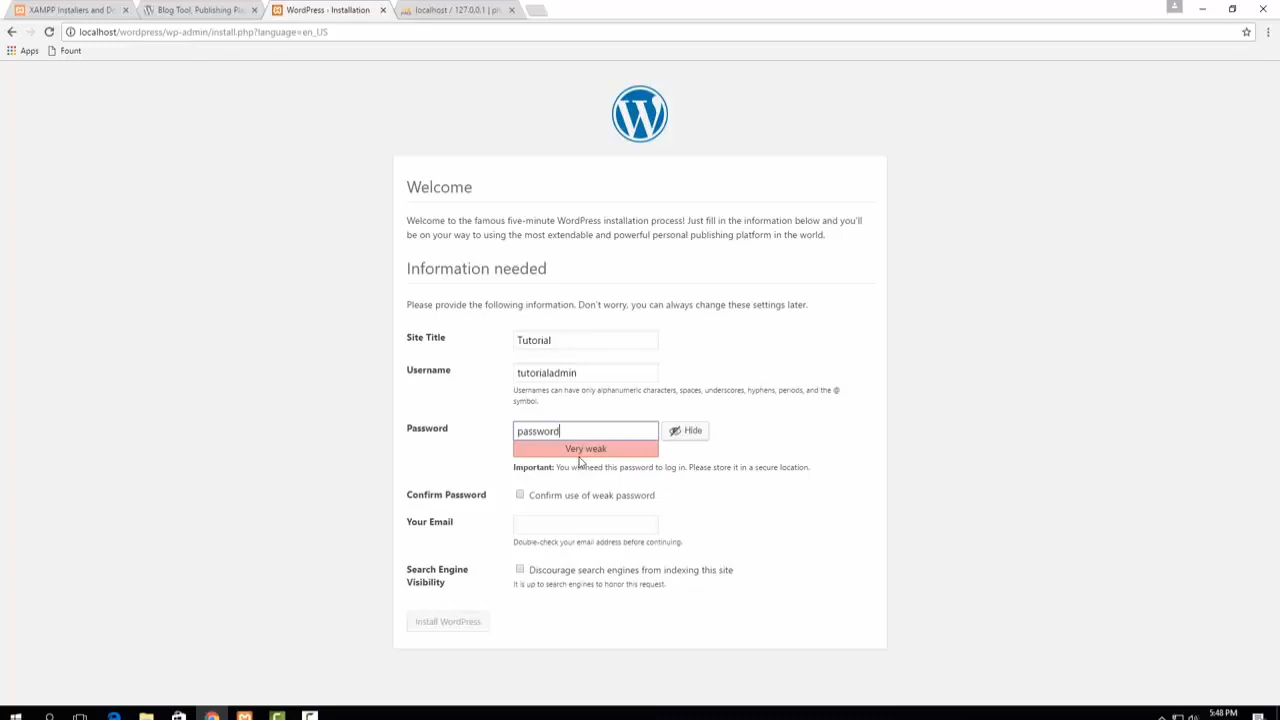 XAMPP Installers and Do
Blog Tool, Publishing Pla
WordPress › Installation
localhost / 127.0.0.1 |
localhost/wordpress/wp-admin/install.php?language=en_US
Apps
Fount
Welcome
Welcome to the famous five-minute WordPress installation process! Just fill in the information below and you'll
be on your way to using the most extendable and powerful personal publishing platform in the world.
Information needed
Please provide the following information. Don't worry, you can always change these settings later.
Site Title
Tutorial
Username
tutorialadmin
Usernames can have only alphanumeric characters, spaces, underscores, hyphens, periods, and the @
symbol.
Password
password
Hide
Very weak
Important: You need this password to log in. Please store it in a secure location.
Confirm Password
Confirm use of weak password
Your Email
Double-check your email address before continuing.
Search Engine
Visibility
Discourage search engines from indexing this site
It is up to search engines to honor this request.
Install WordPress
5:48 PM